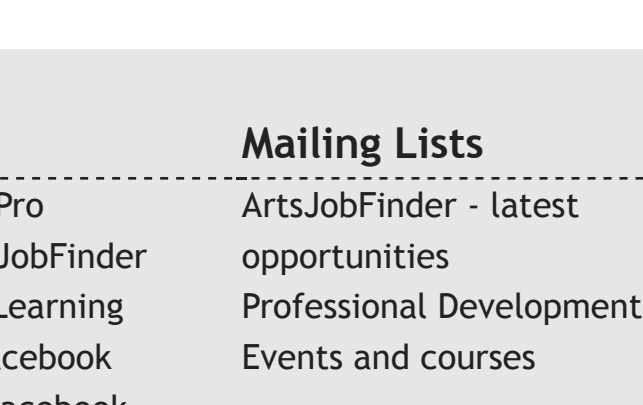 Mailing Lists
Pro
JobFinder
Learning
cebook
ArtsJobFinder - latest
opportunities
Professional Development
Events and courses